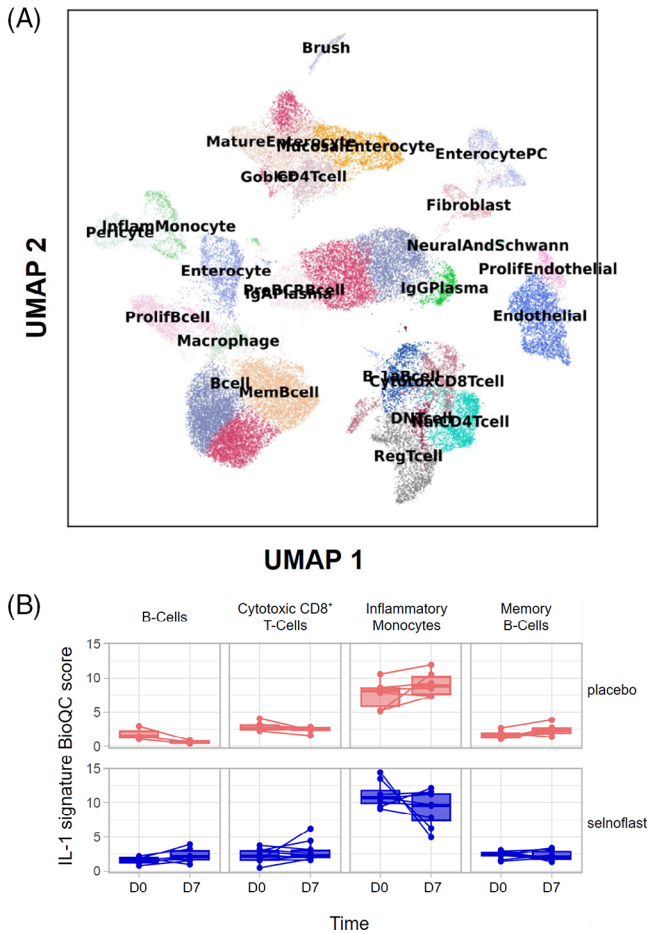 (A)
Brush
MatureEnterocyte
MucosalEnterocyte
EnterocytePC
Goblet
CD4Tcell
Fibroblast
InflamMonocyte
Pericyte
NeuralAndSchwann
Enterocyte
ProlifEndothelial
PreBCRBcell
IgAPlasma
IgGPlasma
ProlifBcell
Endothelial
Macrophage
B-1aBcell
CytotoxCD8Tcell
Bcell
MemBcell
DNTcell
NaiCD4Tcell
RegTcell
UMAP 2
UMAP 1
(B)
B-Cells
Cytotoxic CD8+
T-Cells
Inflammatory
Monocytes
Memory
B-Cells
IL-1 signature BioQC score
15
10
5
0
placebo
15
10
5
0
selnoflast
D0 D7 D0 D7 D0 D7 D0 D7
Time